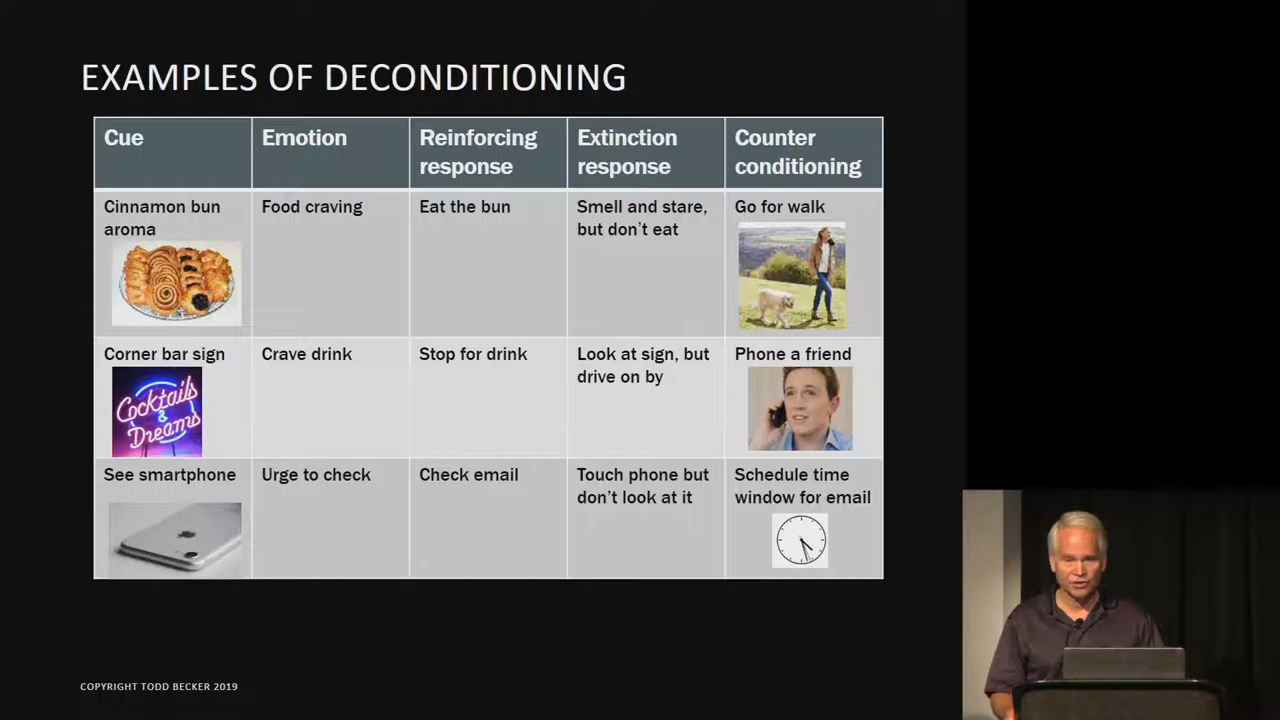 EXAMPLES OF DECONDITIONING
Cue
Emotion
Reinforcing
response
Extinction
response
Counter
conditioning
Cinnamon bun
aroma
Food craving
Eat the bun
Smell and stare,
but don't eat
Go for walk
Corner bar sign
Cocktails
&
Dreams
Crave drink
Stop for drink
Look at sign, but
drive on by
Phone a friend
See smartphone
Urge to check
Check email
Touch phone but
don't look at it
Schedule time
window for email
COPYRIGHT TODD BECKER 2019